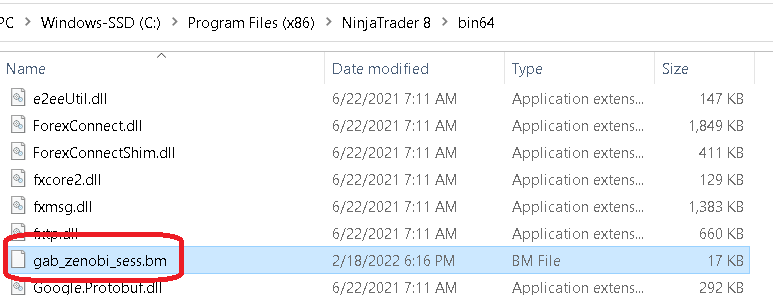 PC > Windows-SSD (C:) > Program Files (x86) > NinjaTrader 8 > bin64
Name Date modified Type Size
e2eeUtil.dll 6/22/2021 7:11 AM Application extens... 147 KB
ForexConnect.dll 6/22/2021 7:11 AM Application extens... 1,849 KB
ForexConnectShim.dll 6/22/2021 7:11 AM Application extens... 411 KB
fxcore2.dll 6/22/2021 7:11 AM Application extens... 129 KB
fxmsg.dll 6/22/2021 7:11 AM Application extens... 1,383 KB
fxtp.dll 6/22/2021 7:11 AM Application extens... 660 KB
gab_zenobi_sess.bm 2/18/2022 6:16 PM BM File 17 KB
Google.Protobuf.dll 6/22/2021 7:11 AM Application extens... 292 KB